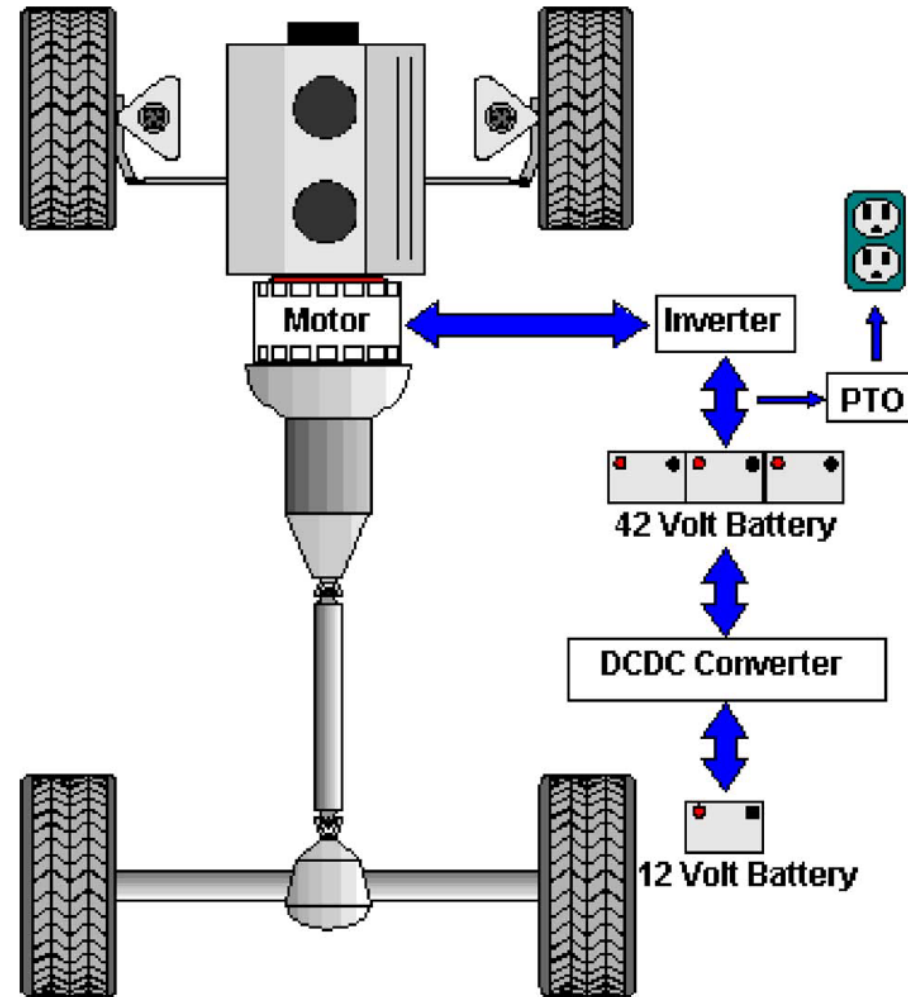 Motor
Inverter
PTO
42 Volt Battery
DCDC Converter
12 Volt Battery